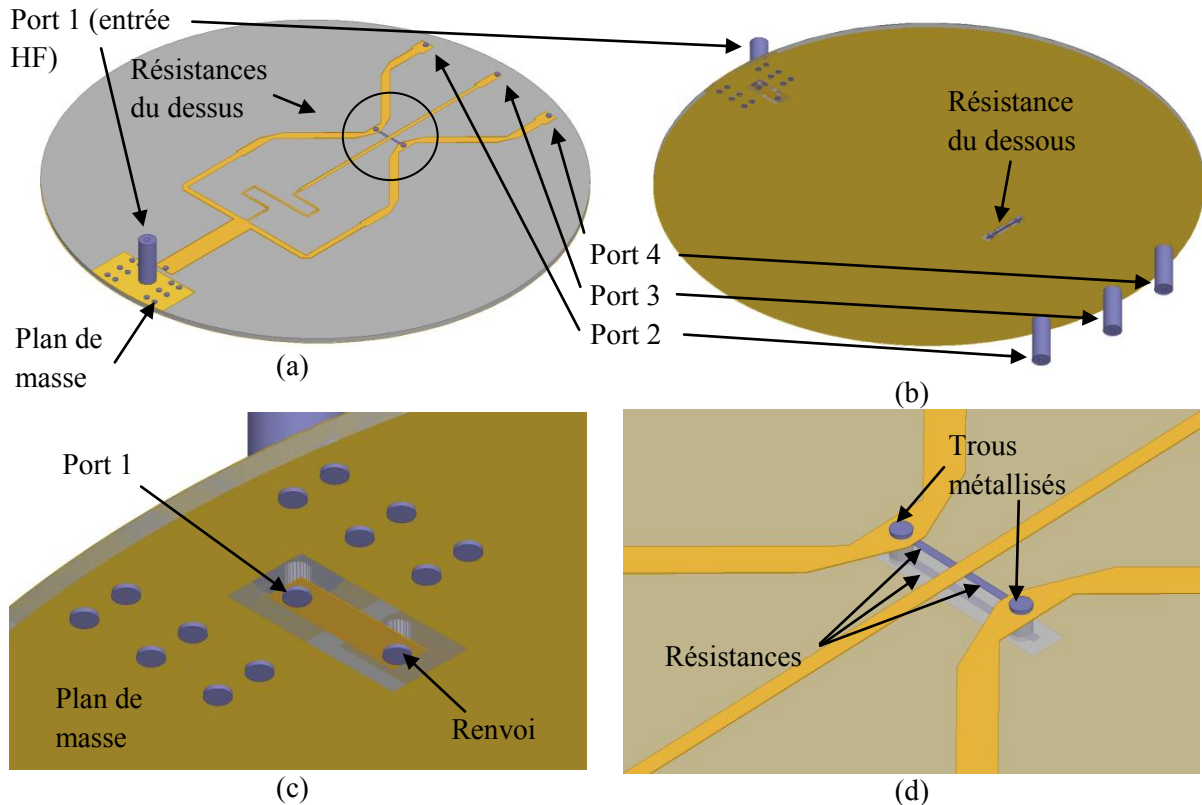 Port 1 (entrée
HF)
Résistances
du dessus
Plan de
masse
(a)
Résistance
du dessous
Port 4
Port 3
Port 2
(b)
Port 1
Plan de
masse
Renvoi
(c)
Trous
métallisés
Résistances
(d)